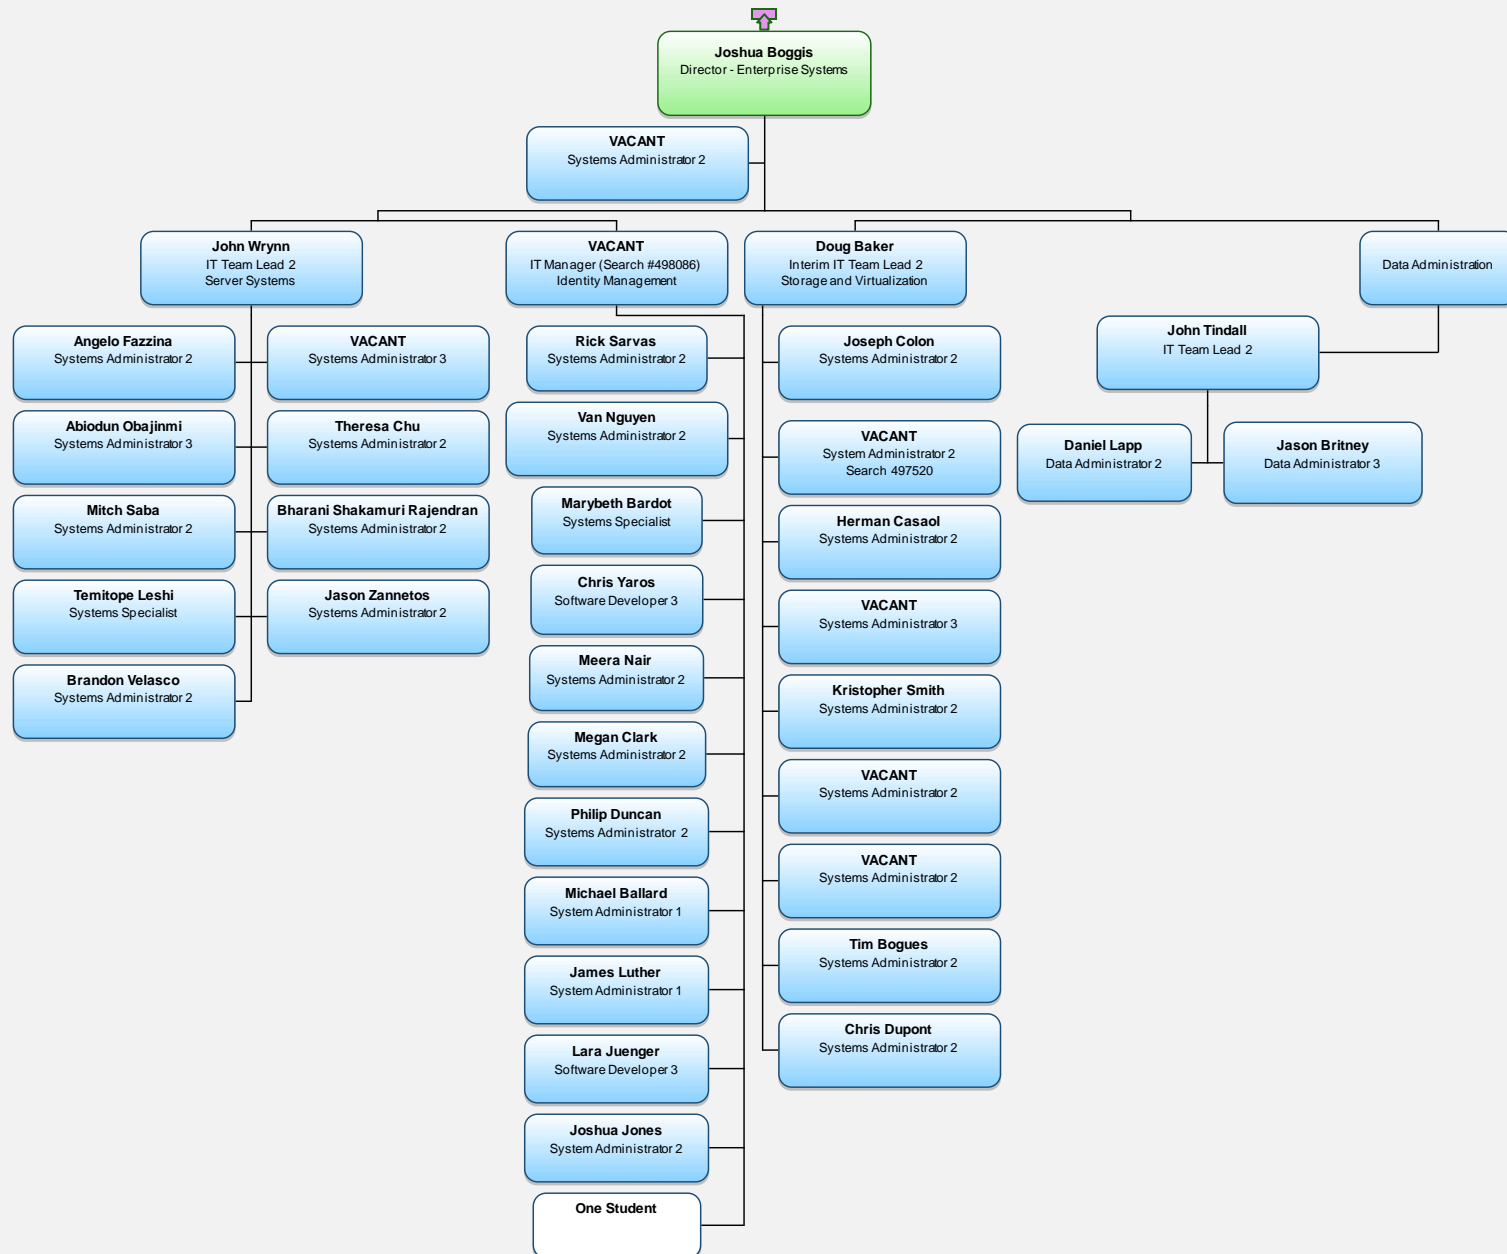 Joshua Boggis
Director - Enterprise Systems
VACANT
Systems Administrator 2
John Wrynn
IT Team Lead 2
Server Systems
VACANT
IT Manager (Search #498086)
Identity Management
Doug Baker
Interim IT Team Lead 2
Storage and Virtualization
Data Administration
Angelo Fazzina
Systems Administrator 2
VACANT
Systems Administrator 3
Abiodun Obajinmi
Systems Administrator 3
Theresa Chu
Systems Administrator 2
Mitch Saba
Systems Administrator 2
Bharani Shakamuri Rajendran
Systems Administrator 2
Temitope Leshi
Systems Specialist
Jason Zannetos
Systems Administrator 2
Brandon Velasco
Systems Administrator 2
Rick Sarvas
Systems Administrator 2
Van Nguyen
Systems Administrator 2
Marybeth Bardot
Systems Specialist
Chris Yaros
Software Developer 3
Meera Nair
Systems Administrator 2
Megan Clark
Systems Administrator 2
Philip Duncan
Systems Administrator 2
Michael Ballard
System Administrator 1
James Luther
System Administrator 1
Lara Juenger
Software Developer 3
Joshua Jones
System Administrator 2
One Student
Joseph Colon
Systems Administrator 2
VACANT
System Administrator 2
Search 497520
Herman Casaol
Systems Administrator 2
VACANT
Systems Administrator 3
Kristopher Smith
Systems Administrator 2
VACANT
Systems Administrator 2
VACANT
Systems Administrator 2
Tim Bogues
Systems Administrator 2
Chris Dupont
Systems Administrator 2
John Tindall
IT Team Lead 2
Daniel Lapp
Data Administrator 2
Jason Britney
Data Administrator 3